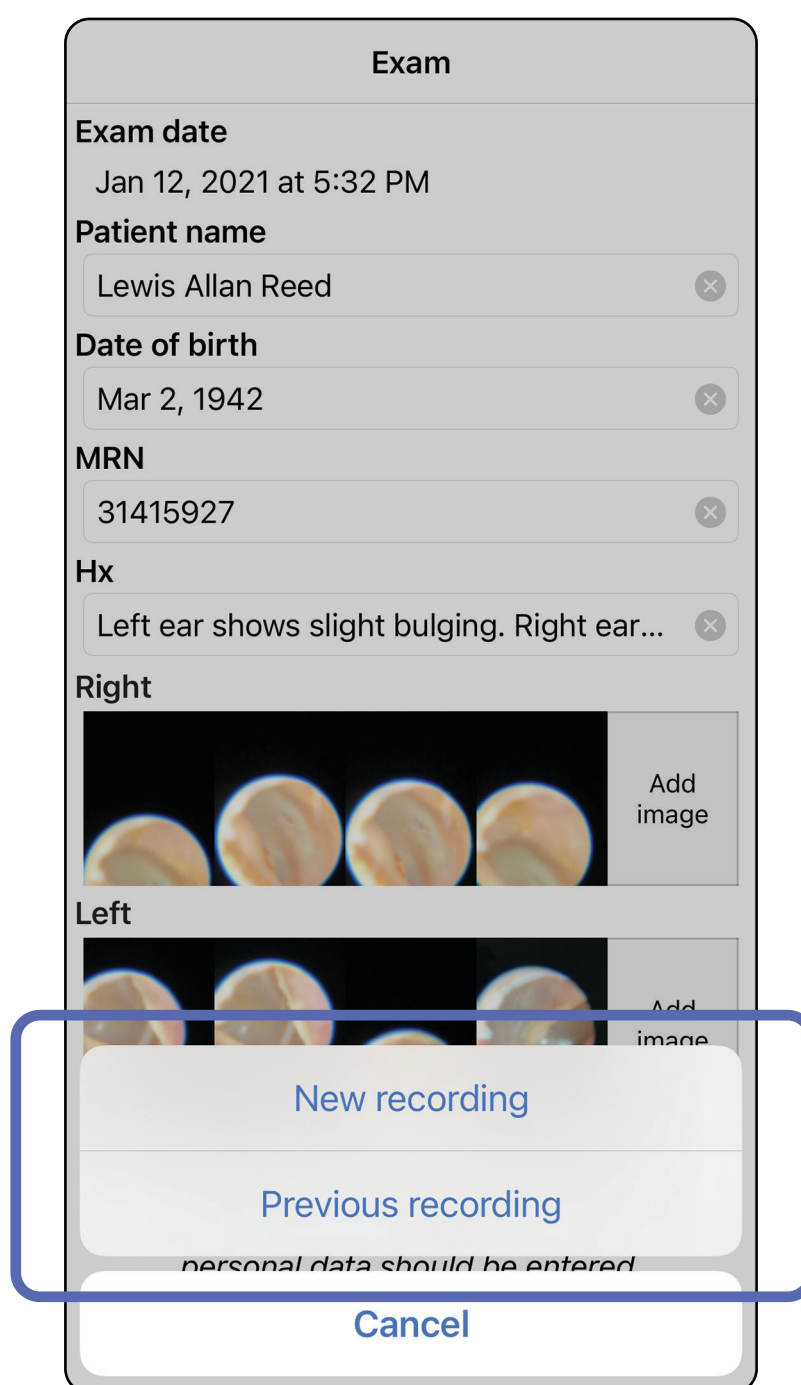 Exam
Exam date
Jan 12, 2021 at 5:32 PM
Patient name
Lewis Allan Reed
Date of birth
Mar 2, 1942
MRN
31415927
Hx
Left ear shows slight bulging. Right ear...
Right
Add
image
Left
Add
image
New recording
Previous recording
personal data should be entered
Cancel